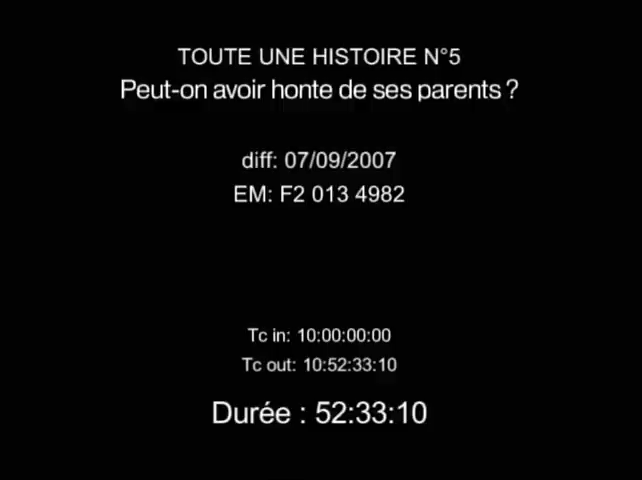 TOUTE UNE HISTOIRE N°5
Peut-on avoir honte de ses parents ?
diff: 07/09/2007
EM: F2 013 4982
Tc in: 10:00:00:00
Tc out: 10:52:33:10
Durée : 52:33:10